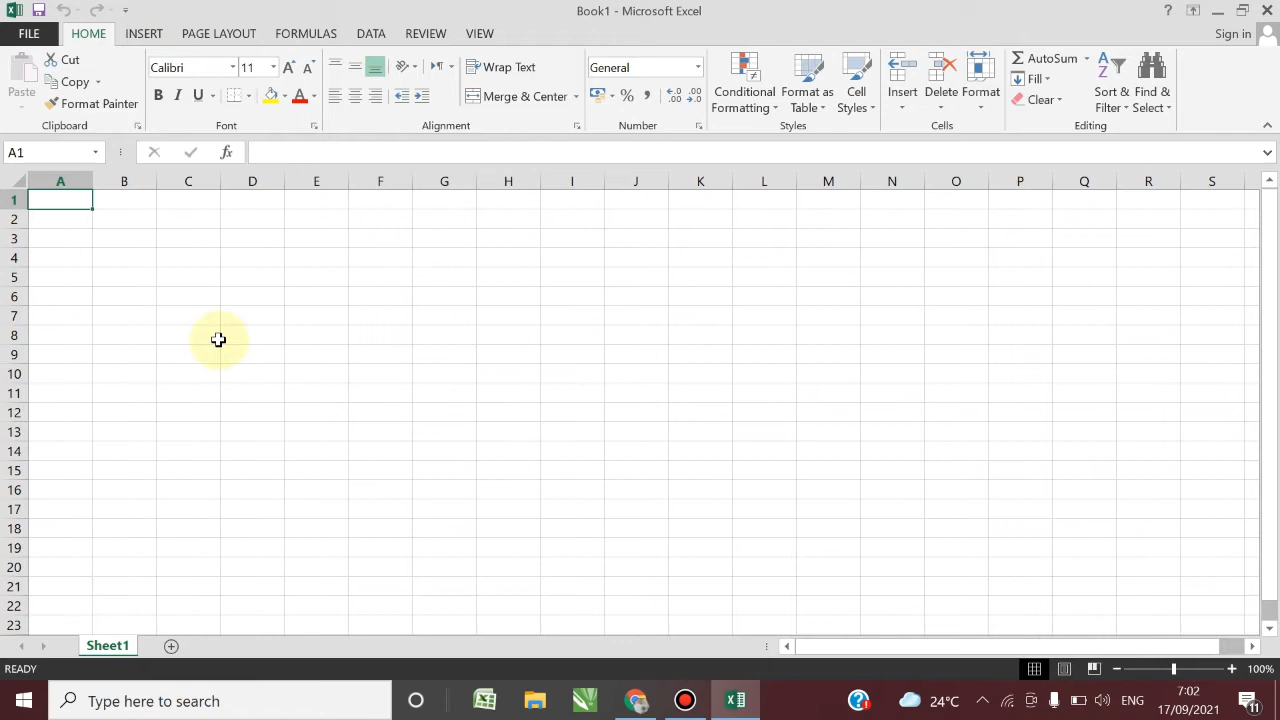 Book1 - Microsoft Excel
FILE
HOME
INSERT
PAGE LAYOUT
FORMULAS
DATA
REVIEW
VIEW
Sign in
Paste
Cut
Copy
Format Painter
Clipboard
Calibri
11
B I U
Font
Wrap Text
Merge & Center
Alignment
General
%
Number
Conditional
Formatting
Format as
Table
Cell
Styles
Styles
Insert
Delete
Format
Cells
AutoSum
Fill
Clear
Sort &
Filter
Find &
Select
Editing
A1
fx
A B C D E F G H I J K L M N O P Q R S
1
2
3
4
5
6
7
8
9
10
11
12
13
14
15
16
17
18
19
20
21
22
23
Sheet1
READY
100%
Type here to search
24°C
ENG
7:02
17/09/2021
11